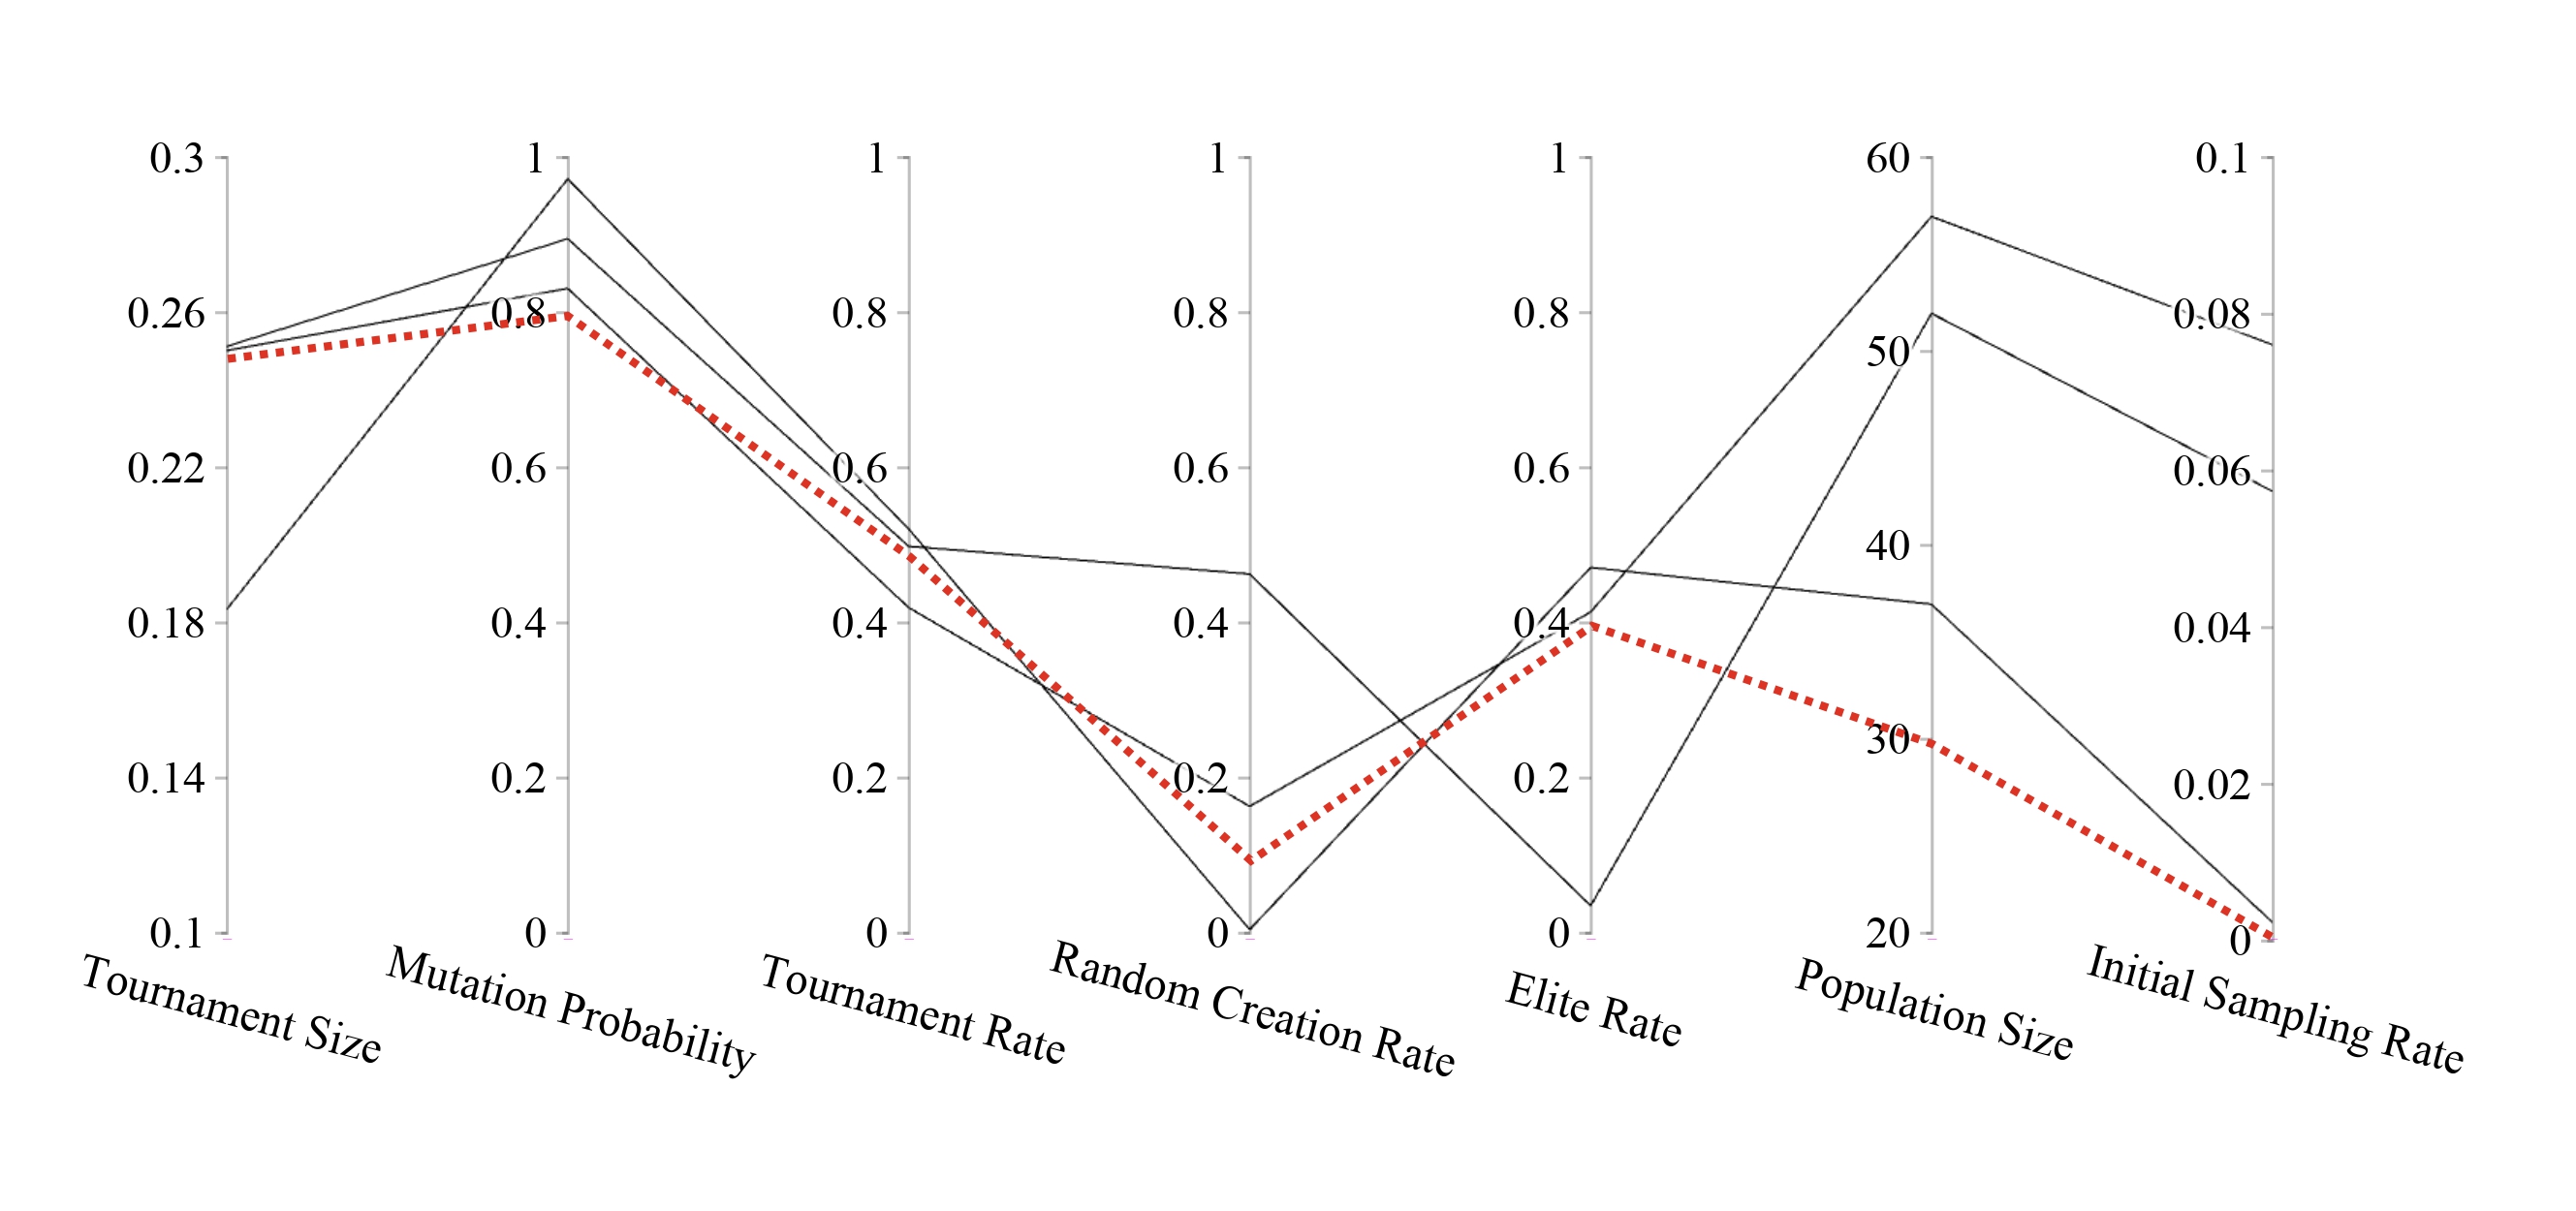 0.3 1 1 1 1 60 0.1
0.26 0.8 0.8 0.8 0.8 50 0.08
0.22 0.6 0.6 0.6 0.6 40 0.06
0.18 0.4 0.4 0.4 0.4 30 0.04
0.14 0.2 0.2 0.2 0.2 0.02
0.1 0 0 0 0 20 0
Tournament Size
Mutation Probability
Tournament Rate
Random Creation Rate
Elite Rate
Population Size
Initial Sampling Rate